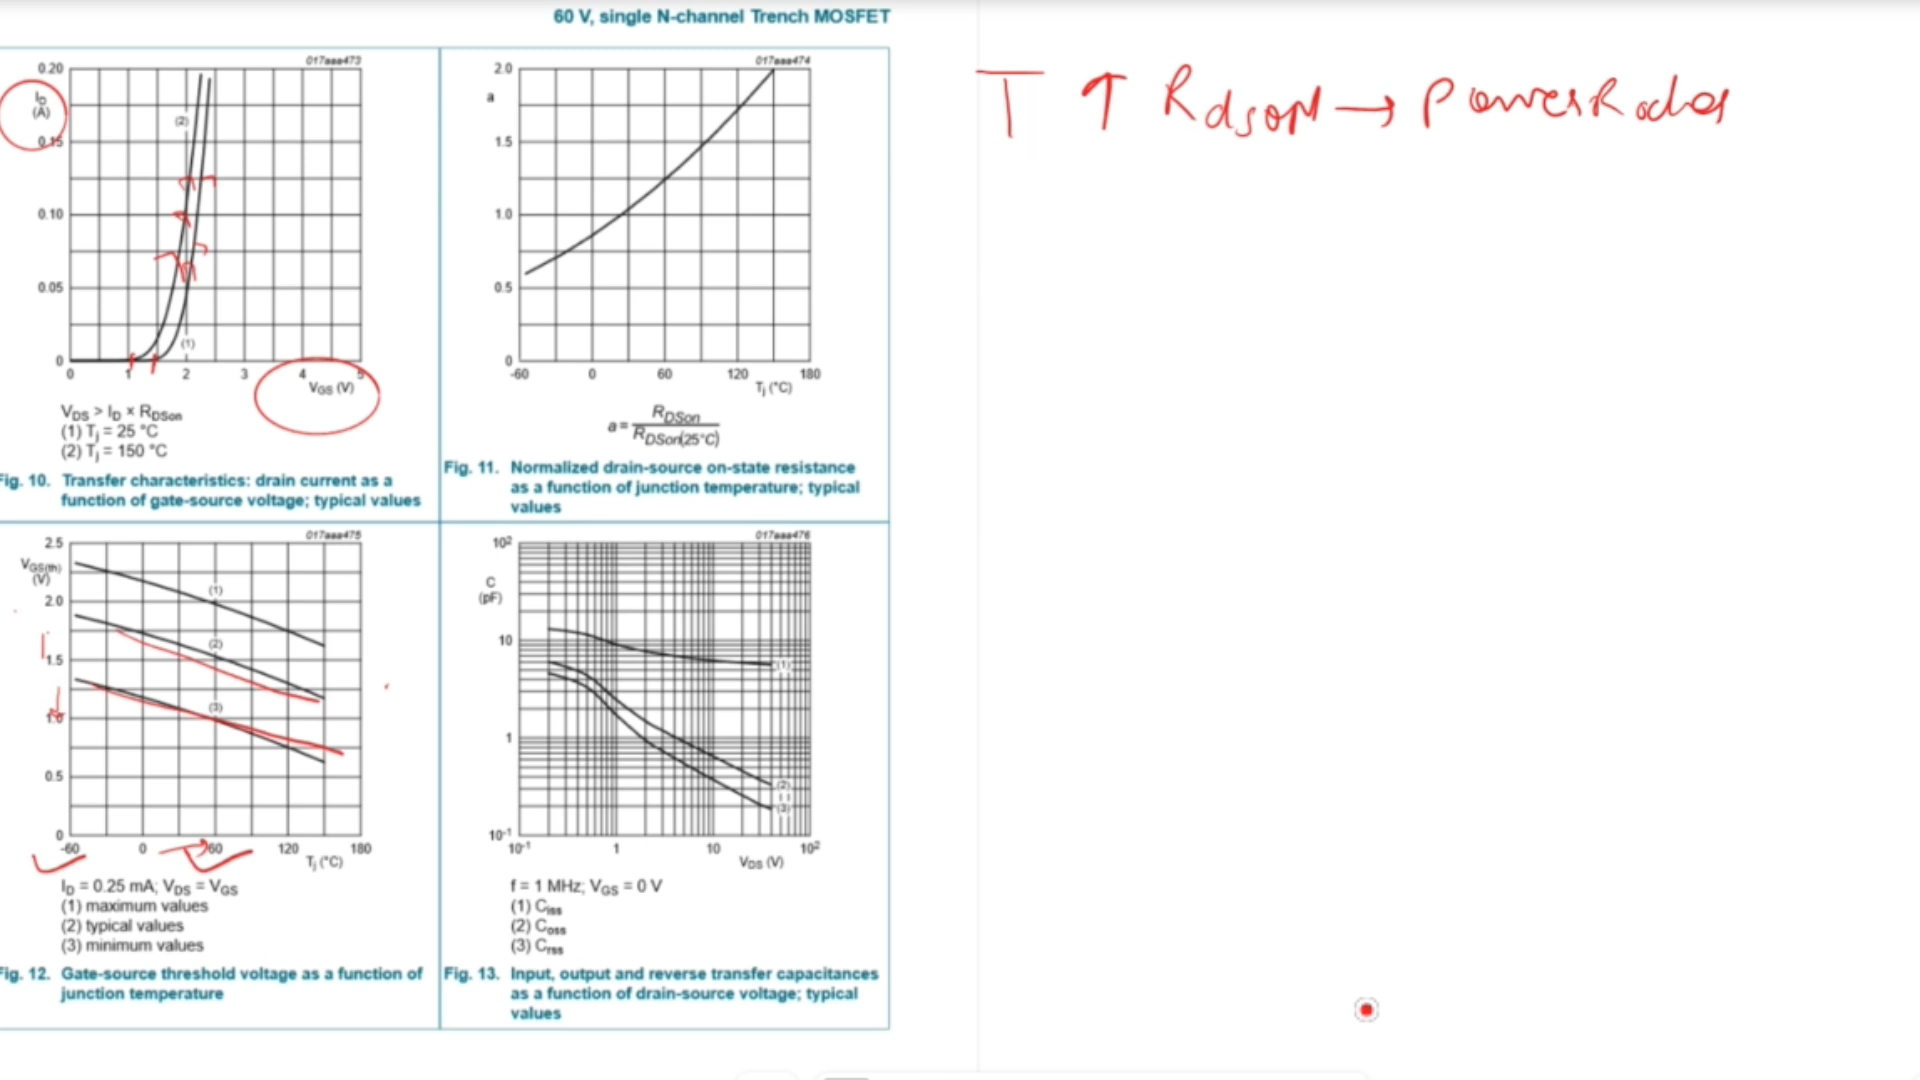 60 V, single N-channel Trench MOSFET
017aaa473
0.20
ID
(A)
0.15
0.10
0.05
0
(2)
(1)
0 1 2 3 4 5
VGS (V)
VDS > ID × RDSon
(1) Tj = 25 °C
(2) Tj = 150 °C
Fig. 10. Transfer characteristics: drain current as a
function of gate-source voltage; typical values
017aaa474
2.0
a
1.5
1.0
0.5
0
-60 0 60 120 180
Tj (°C)
a = RDSon / RDSon(25°C)
Fig. 11. Normalized drain-source on-state resistance
as a function of junction temperature; typical
values
017aaa475
2.5
VGS(th)
(V)
2.0
1.5
1.0
0.5
0
(1)
(2)
(3)
-60 0 60 120 180
Tj (°C)
ID = 0.25 mA; VDS = VGS
(1) maximum values
(2) typical values
(3) minimum values
Fig. 12. Gate-source threshold voltage as a function of
junction temperature
017aaa476
10²
C
(pF)
10
1
10-1
(1)
(2)
(3)
10-1 1 10 10²
VDS (V)
f = 1 MHz; VGS = 0 V
(1) Ciss
(2) Coss
(3) Crss
Fig. 13. Input, output and reverse transfer capacitances
as a function of drain-source voltage; typical
values
T ↑ Rdson → Power